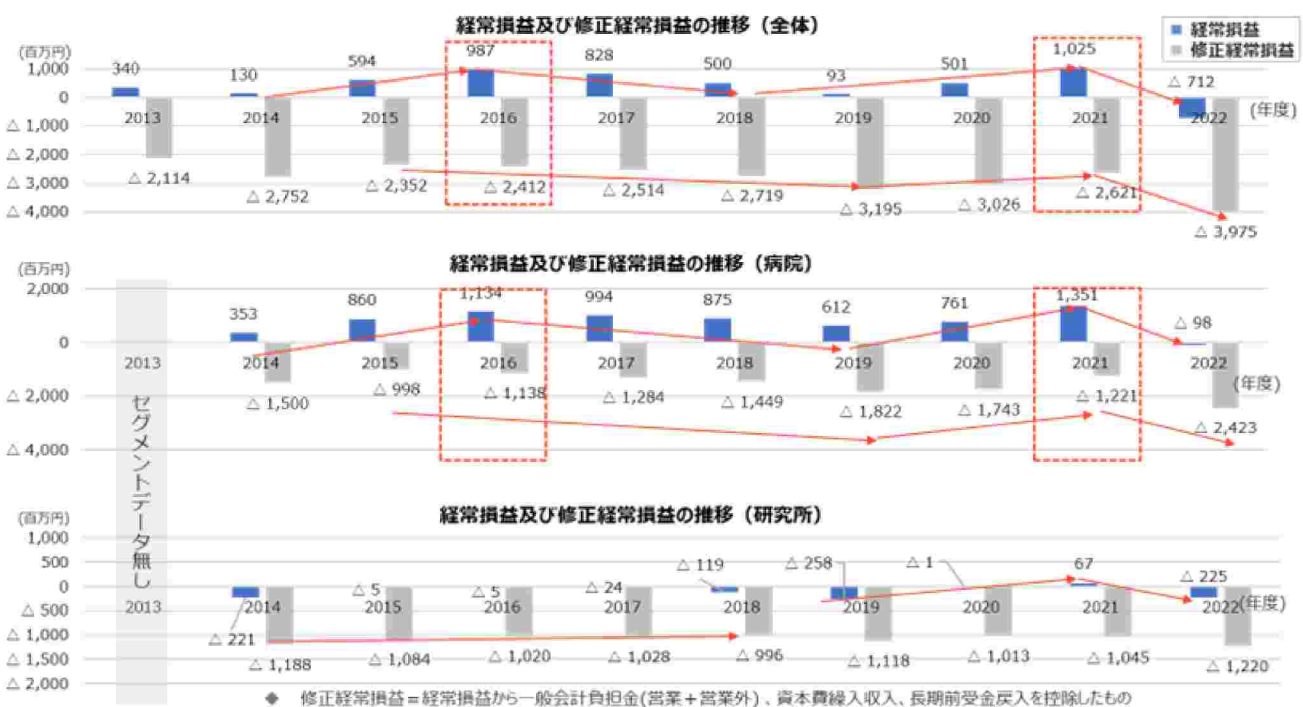 経常損益及び修正経常損益の推移（全体）
■ 経常損益
■ 修正経常損益
(百万円)
340 130 594 987 828 500 93 501 1,025 △ 712
1,000
0
△ 1,000
△ 2,000
△ 3,000
△ 4,000
2013 2014 2015 2016 2017 2018 2019 2020 2021 2022 (年度)
△ 2,114 △ 2,752 △ 2,352 △ 2,412 △ 2,514 △ 2,719 △ 3,195 △ 3,026 △ 2,621 △ 3,975
経常損益及び修正経常損益の推移（病院）
(百万円)
2,000
0
△ 2,000
△ 4,000
353 860 1,134 994 875 612 761 1,351 △ 98
2013 2014 2015 2016 2017 2018 2019 2020 2021 2022 (年度)
△ 1,500 △ 998 △ 1,138 △ 1,284 △ 1,449 △ 1,822 △ 1,743 △ 1,221 △ 2,423
セグメントデータ無し
経常損益及び修正経常損益の推移（研究所）
(百万円)
1,000
500
0
△ 500
△ 1,000
△ 1,500
△ 2,000
△ 221 △ 5 △ 5 △ 24 △ 119 △ 258 △ 1 67 △ 225
2013 2014 2015 2016 2017 2018 2019 2020 2021 2022 (年度)
△ 1,188 △ 1,084 △ 1,020 △ 1,028 △ 996 △ 1,118 △ 1,013 △ 1,045 △ 1,220
◆ 修正経常損益＝経常損益から一般会計負担金(営業＋営業外)、資本費繰入収入、長期前受金戻入を控除したもの